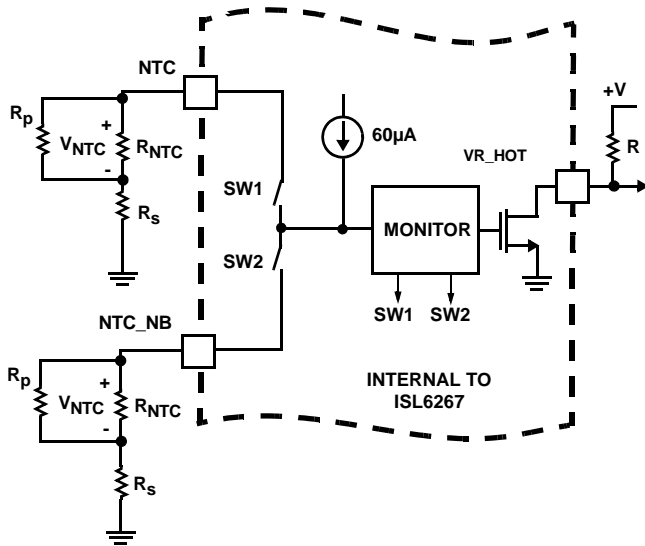 NTC
Rp
+
VNTC
RNTC
-
Rs
SW1
SW2
60µA
MONITOR
SW1 SW2
VR_HOT
+V
R
NTC_NB
Rp
+
VNTC
RNTC
-
Rs
INTERNAL TO
ISL6267